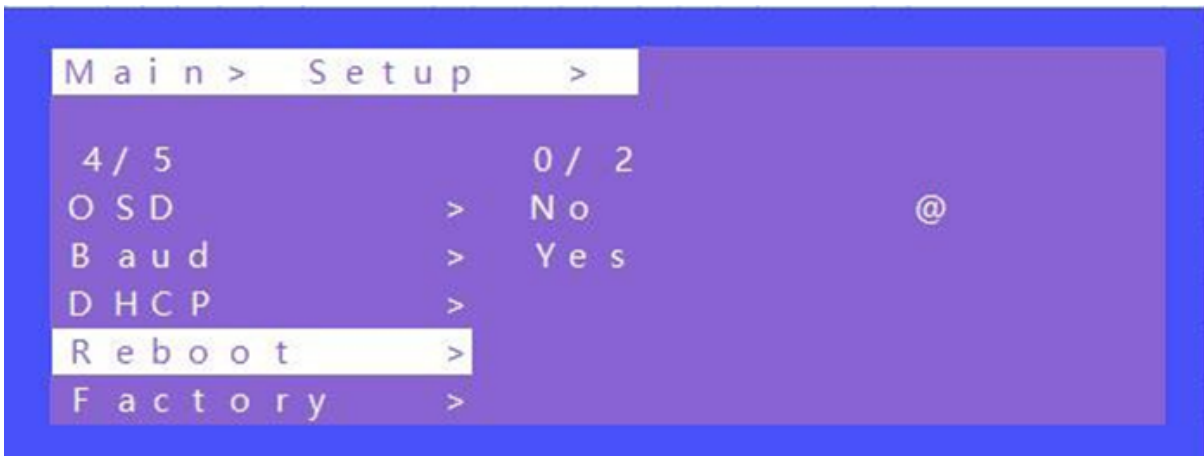 Main> Setup >
4/5 0/2
OSD > No @
Baud > Yes
DHCP >
Reboot >
Factory >